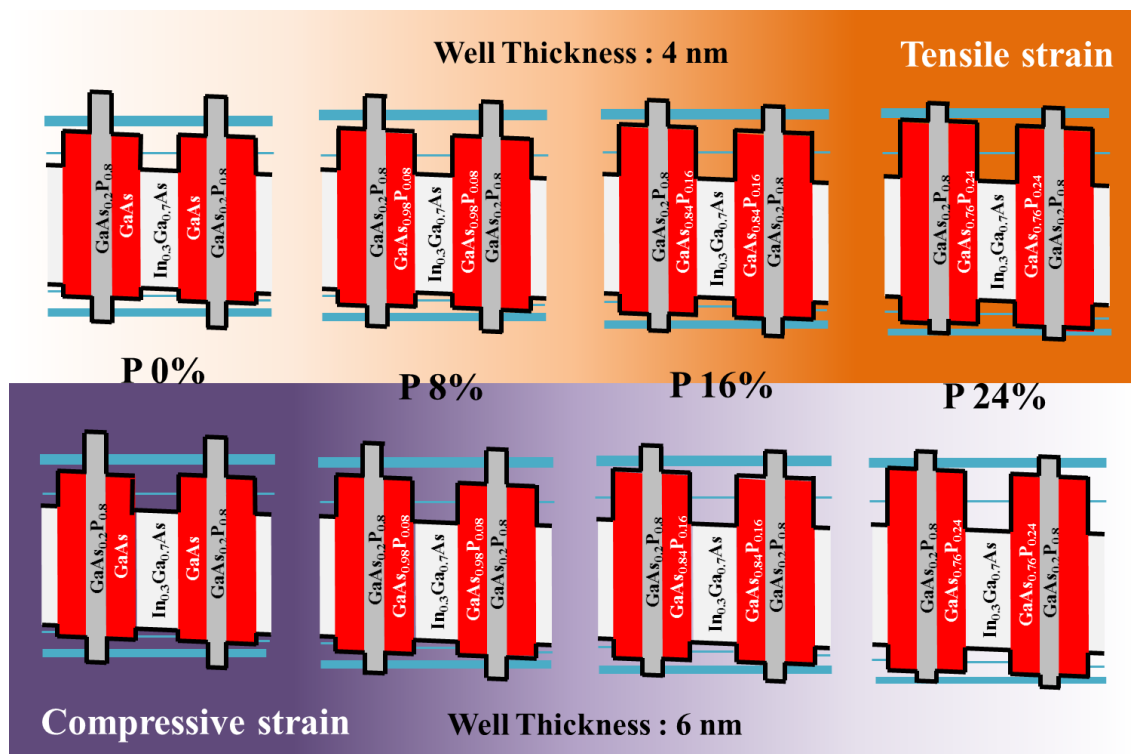 Well Thickness : 4 nm
Tensile strain
GaAs0.2P0.8
GaAs
In0.3Ga0.7As
GaAs
GaAs0.2P0.8
GaAs0.2P0.8
GaAs0.98P0.08
In0.3Ga0.7As
GaAs0.98P0.08
GaAs0.2P0.8
GaAs0.2P0.8
GaAs0.84P0.16
In0.3Ga0.7As
GaAs0.84P0.16
GaAs0.2P0.8
GaAs0.2P0.8
GaAs0.76P0.24
In0.3Ga0.7As
GaAs0.76P0.24
GaAs0.2P0.8
P 0%
P 8%
P 16%
P 24%
GaAs0.2P0.8
GaAs
In0.3Ga0.7As
GaAs
GaAs0.2P0.8
GaAs0.2P0.8
GaAs0.98P0.08
In0.3Ga0.7As
GaAs0.98P0.08
GaAs0.2P0.8
GaAs0.2P0.8
GaAs0.84P0.16
In0.3Ga0.7As
GaAs0.84P0.16
GaAs0.2P0.8
GaAs0.2P0.8
GaAs0.76P0.24
In0.3Ga0.7As
GaAs0.76P0.24
GaAs0.2P0.8
Compressive strain
Well Thickness : 6 nm